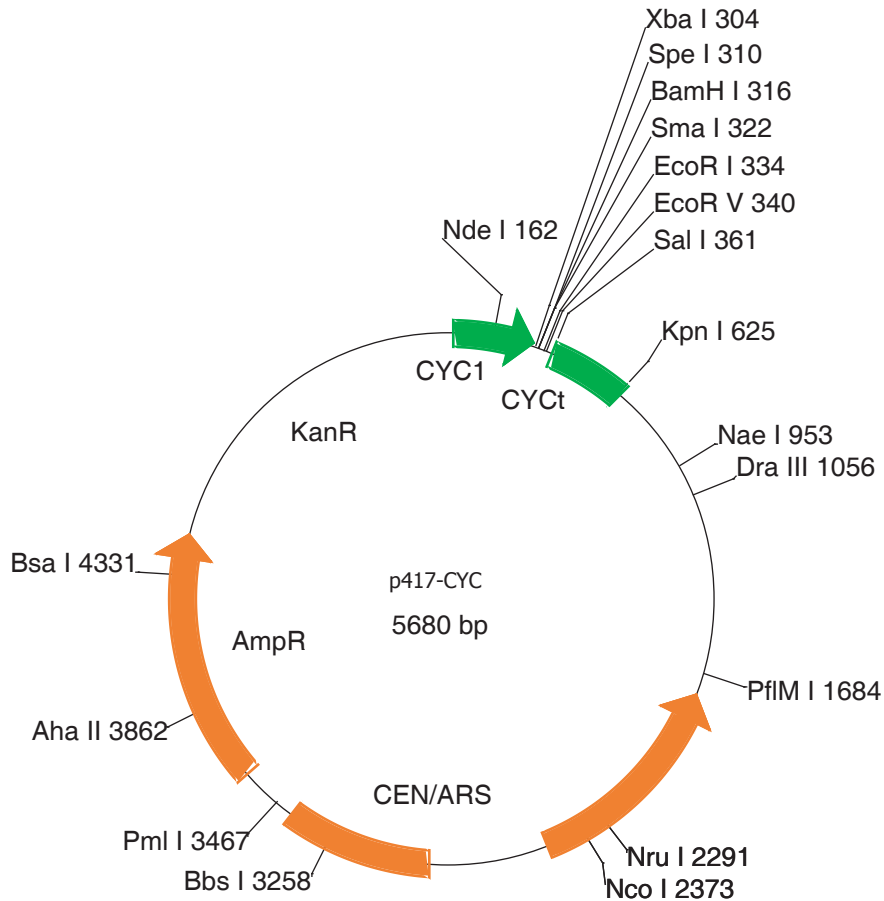 Xba I 304
Spe I 310
BamH I 316
Sma I 322
EcoR I 334
EcoR V 340
Sal I 361
Nde I 162
Kpn I 625
CYC1
CYCt
KanR
Nae I 953
Dra III 1056
Bsa I 4331
p417-CYC
5680 bp
AmpR
PflM I 1684
Aha II 3862
CEN/ARS
Pml I 3467
Nru I 2291
Bbs I 3258
Nco I 2373